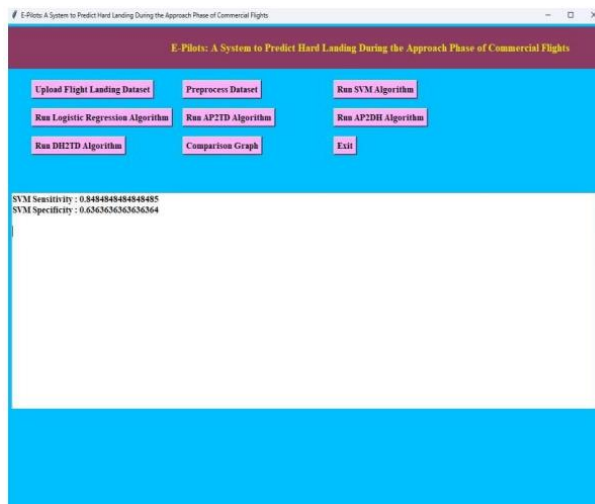 E-Pilots: A System to Predict Hard Landing During the Approach Phase of Commercial Flights
E-Pilots: A System to Predict Hard Landing During the Approach Phase of Commercial Flights
Upload Flight Landing Dataset Preprocess Dataset Run SVM Algorithm
Run Logistic Regression Algorithm Run AP2TD Algorithm Run AP2DH Algorithm
Run DH2TD Algorithm Comparison Graph Exit
SVM Sensitivity : 0.8484848484848485
SVM Specificity : 0.6363636363636364